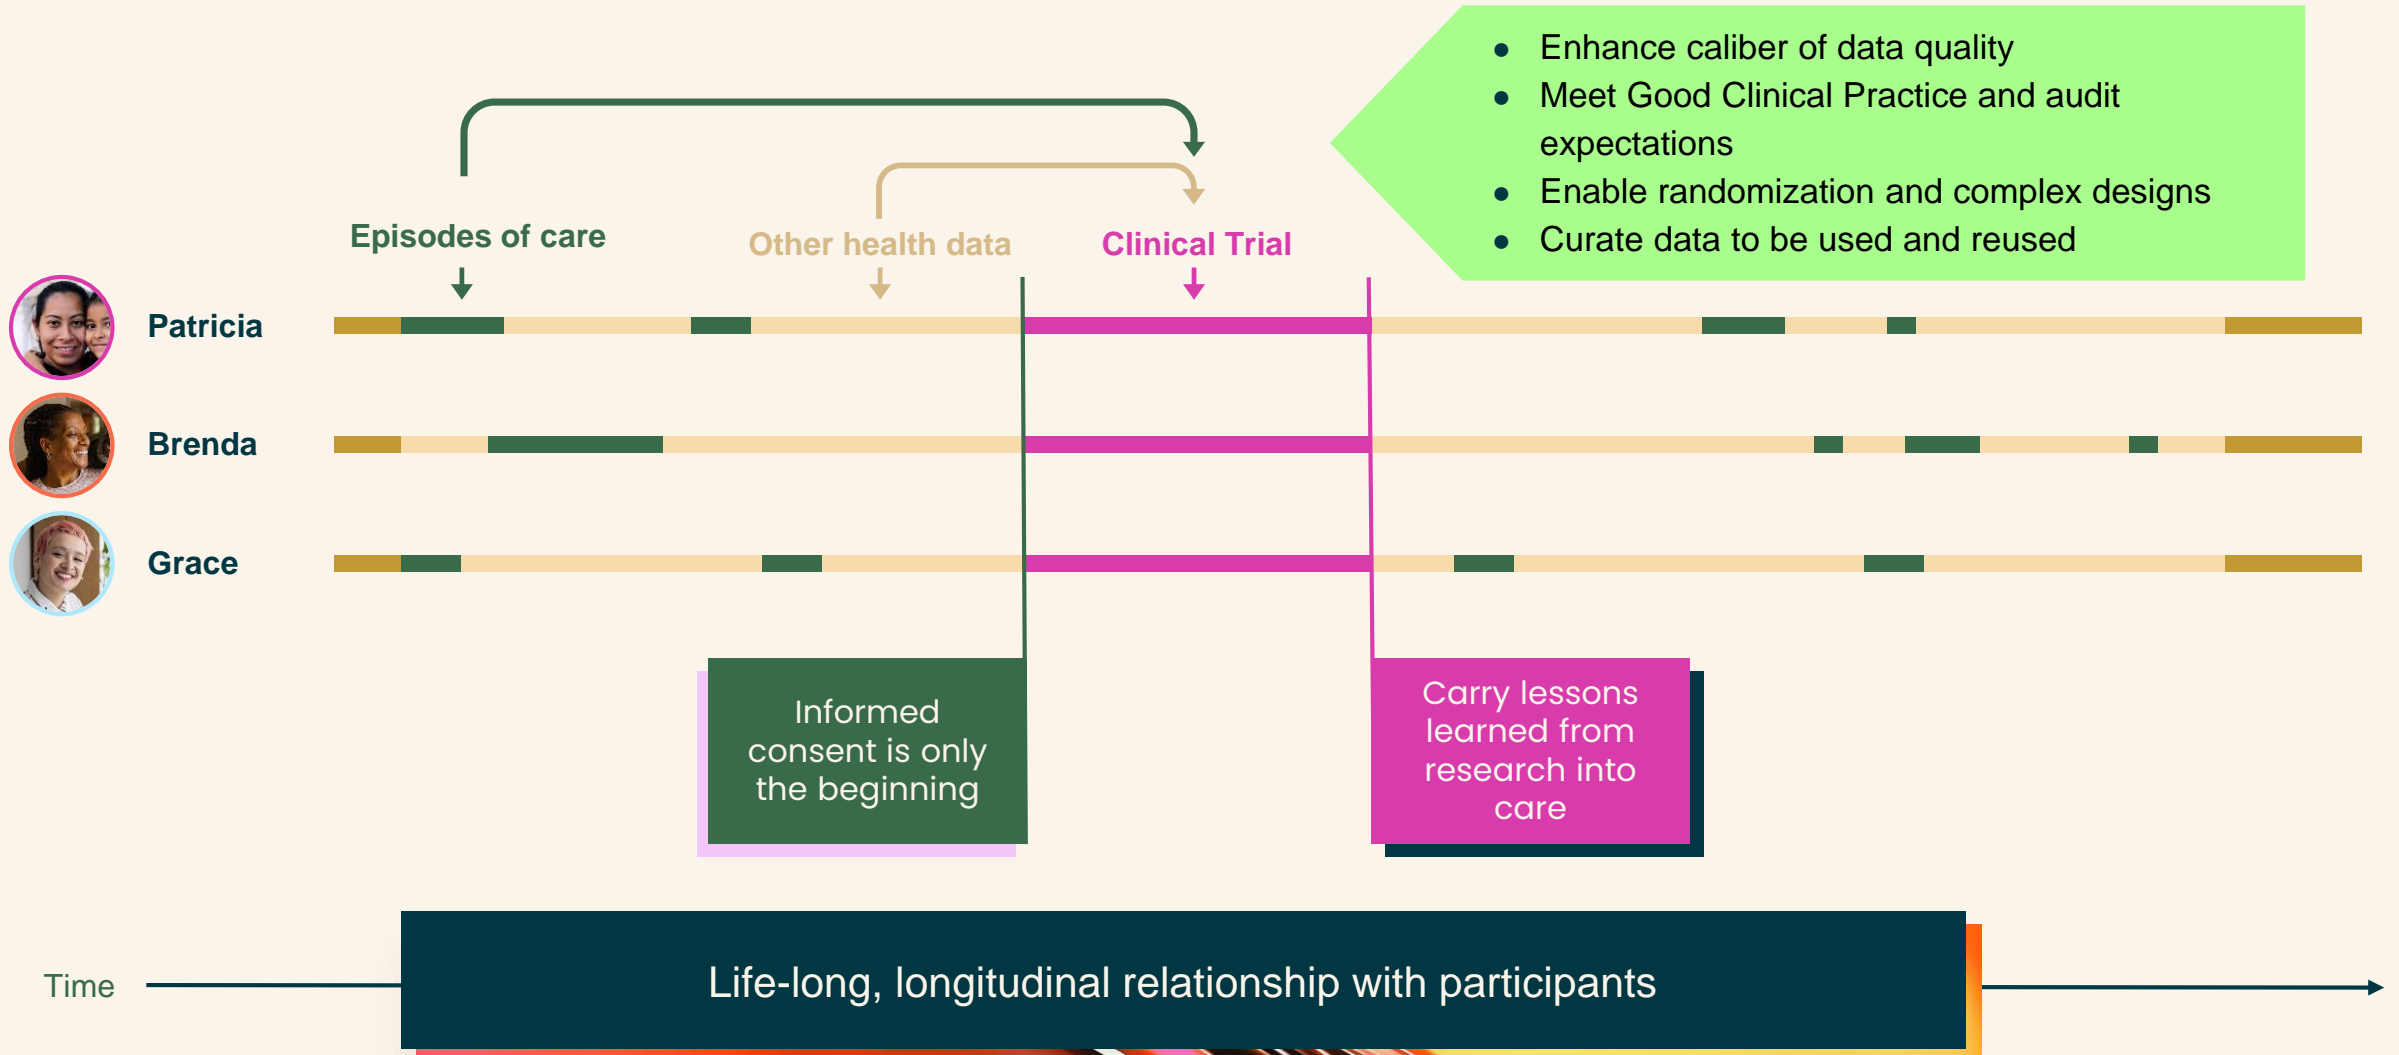 ● Enhance caliber of data quality
● Meet Good Clinical Practice and audit
expectations
● Enable randomization and complex designs
● Curate data to be used and reused
Episodes of care
Other health data
Clinical Trial
Patricia
Brenda
Grace
Informed
consent is only
the beginning
Carry lessons
learned from
research into
care
Time
Life-long, longitudinal relationship with participants